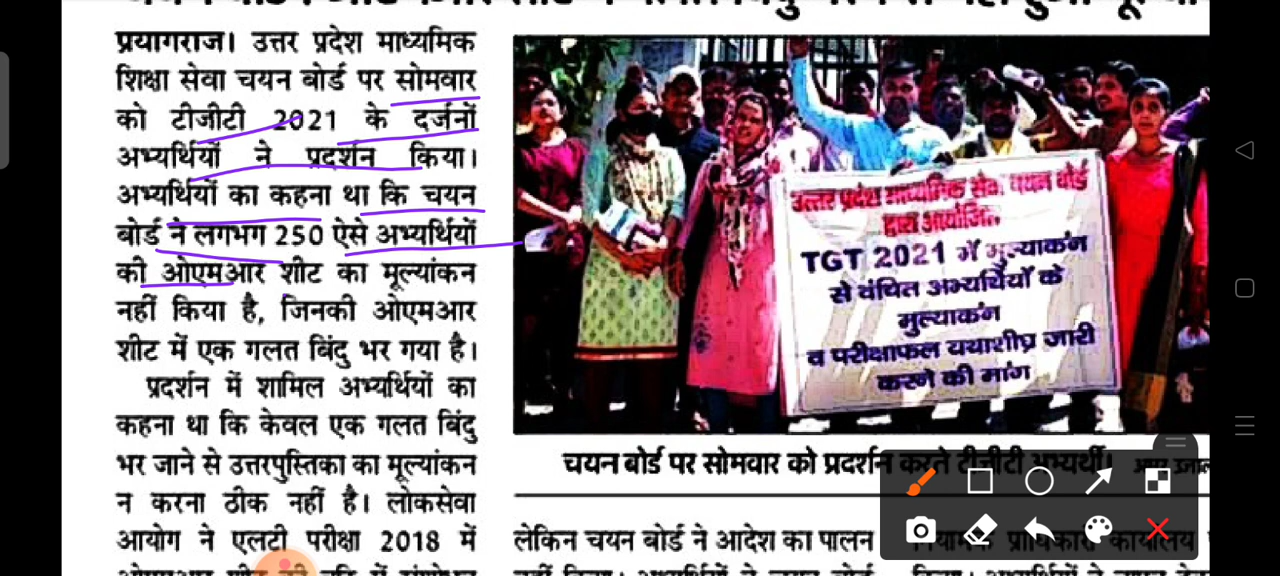 प्रयागराज। उत्तर प्रदेश माध्यमिक
शिक्षा सेवा चयन बोर्ड पर सोमवार
को टीजीटी 2021 के दर्जनों
अभ्यर्थियों ने प्रदर्शन किया।
अभ्यर्थियों का कहना था कि चयन
बोर्ड ने लगभग 250 ऐसे अभ्यर्थियों
की ओएमआर शीट का मूल्यांकन
नहीं किया है, जिनकी ओएमआर
शीट में एक गलत बिंदु भर गया है।
प्रदर्शन में शामिल अभ्यर्थियों का
कहना था कि केवल एक गलत बिंदु
भर जाने से उत्तरपुस्तिका का मूल्यांकन
न करना ठीक नहीं है। लोकसेवा
आयोग ने एलटी परीक्षा 2018 में
उत्तर प्रदेश माध्यमिक सेवा चयन बोर्ड
द्वारा आयोजित
TGT 2021 में मुल्याकंन
से वंचित अभ्यर्थियों के
मुल्याकंन
व परीक्षाफल यथाशीघ्र जारी
करने की मांग
चयन बोर्ड पर सोमवार को प्रदर्शन करते टीजीटी अभ्यर्थी।
लेकिन चयन बोर्ड ने आदेश का पालन